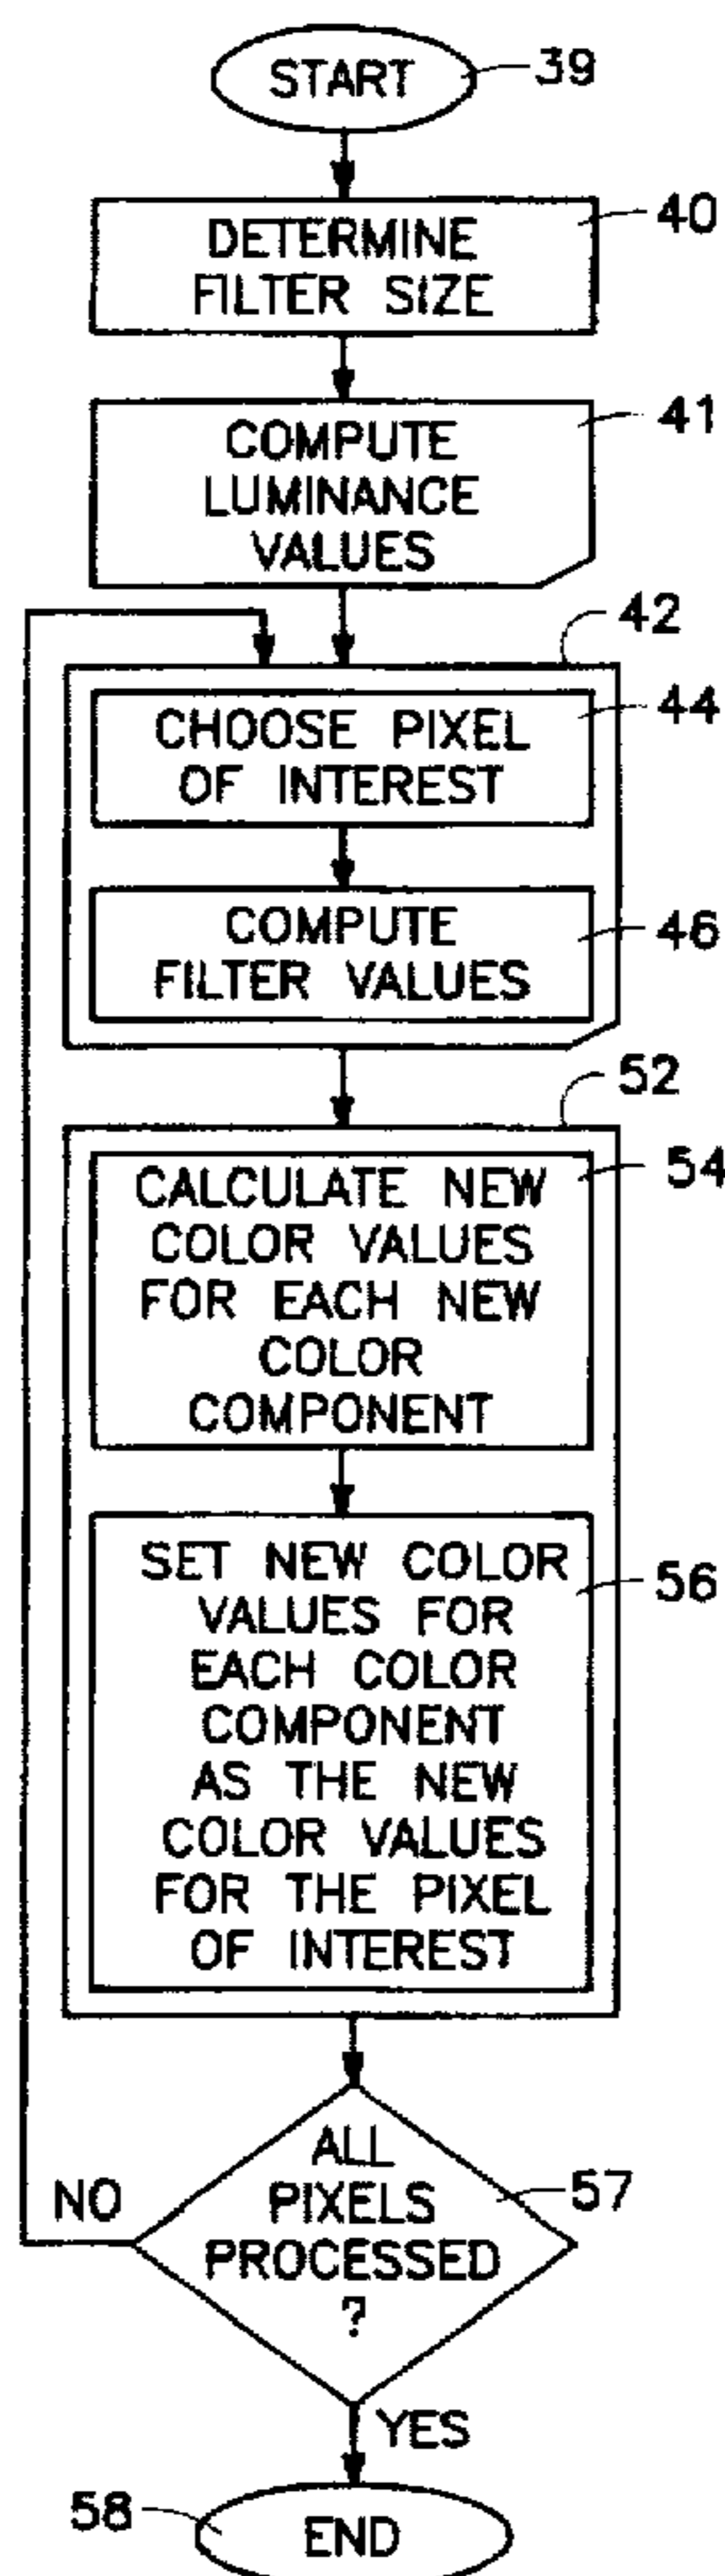 START
39
DETERMINE
FILTER SIZE
40
COMPUTE
LUMINANCE
VALUES
41
42
CHOOSE PIXEL
OF INTEREST
44
COMPUTE
FILTER VALUES
46
52
CALCULATE NEW
COLOR VALUES
FOR EACH NEW
COLOR
COMPONENT
54
SET NEW COLOR
VALUES FOR
EACH COLOR
COMPONENT
AS THE NEW
COLOR VALUES
FOR THE PIXEL
OF INTEREST
56
ALL
PIXELS
PROCESSED
?
57
NO
YES
58
END